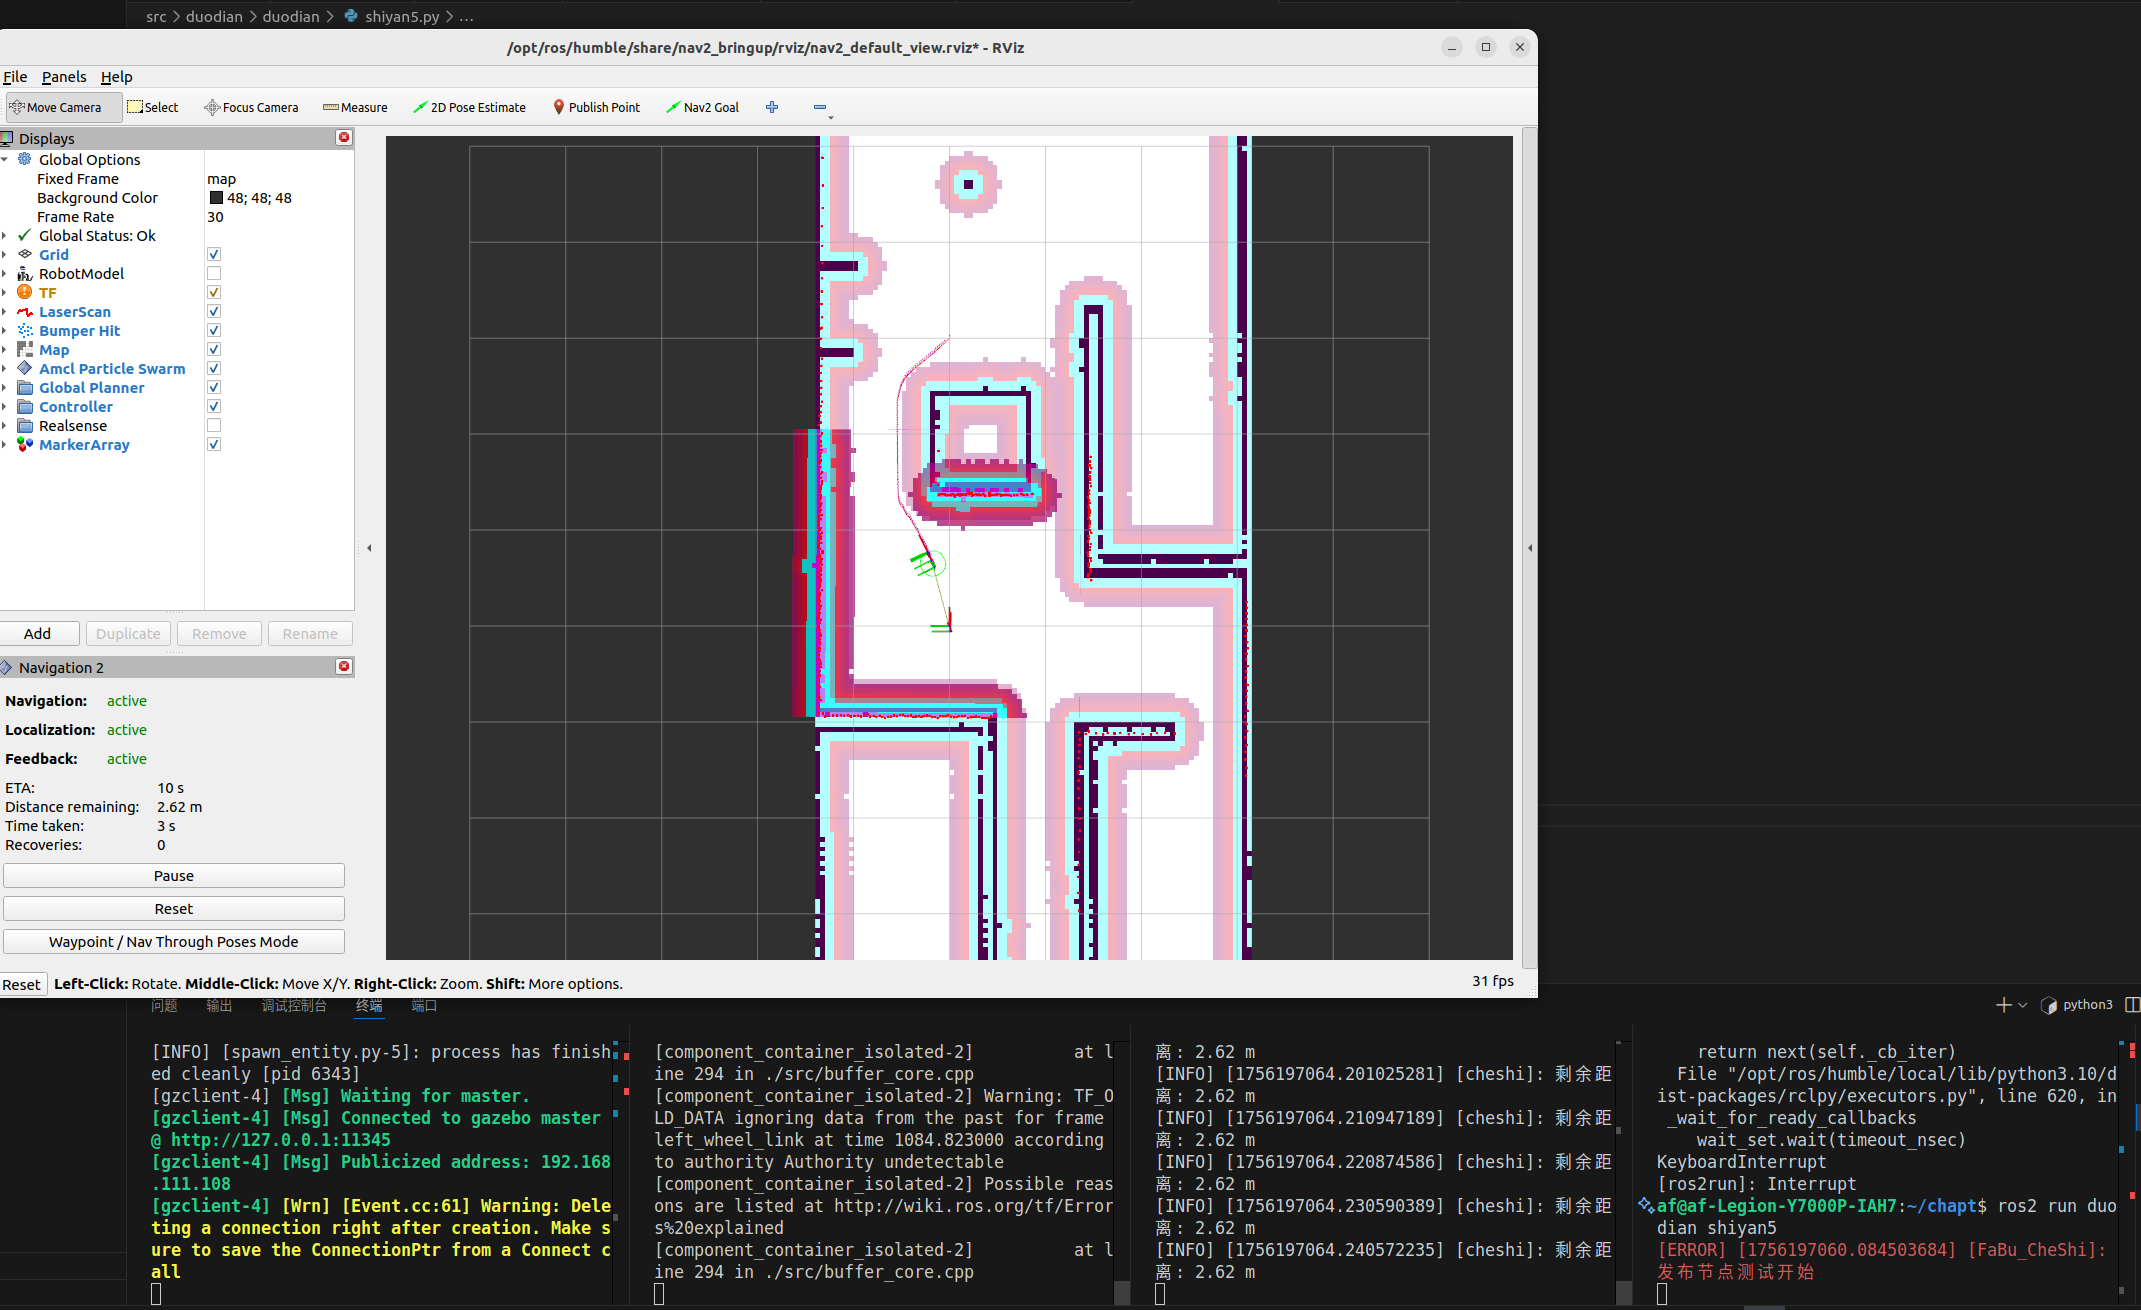 src > duodian > duodian > shiyan5.py > ...
/opt/ros/humble/share/nav2_bringup/rviz/nav2_default_view.rviz* - RViz
File Panels Help
Move Camera Select Focus Camera Measure 2D Pose Estimate Publish Point Nav2 Goal
Displays
Global Options
Fixed Frame map
Background Color 48; 48; 48
Frame Rate 30
Global Status: Ok
Grid
RobotModel
TF
LaserScan
Bumper Hit
Map
Amcl Particle Swarm
Global Planner
Controller
Realsense
MarkerArray
Add Duplicate Remove Rename
Navigation 2
Navigation: active
Localization: active
Feedback: active
ETA: 10 s
Distance remaining: 2.62 m
Time taken: 3 s
Recoveries: 0
Pause
Reset
Waypoint / Nav Through Poses Mode
Reset Left-Click: Rotate. Middle-Click: Move X/Y. Right-Click: Zoom. Shift: More options.
31 fps
问题 输出 调试控制台 终端 端口
python3
[INFO] [spawn_entity.py-5]: process has finish
ed cleanly [pid 6343]
[gzclient-4] [Msg] Waiting for master.
[gzclient-4] [Msg] Connected to gazebo master
@ http://127.0.0.1:11345
[gzclient-4] [Msg] Publicized address: 192.168
.111.108
[gzclient-4] [Wrn] [Event.cc:61] Warning: Dele
ting a connection right after creation. Make s
ure to save the ConnectionPtr from a Connect c
all
[component_container_isolated-2] at l
ine 294 in ./src/buffer_core.cpp
[component_container_isolated-2] Warning: TF_O
LD_DATA ignoring data from the past for frame
left_wheel_link at time 1084.823000 according
to authority Authority undetectable
[component_container_isolated-2] Possible reas
ons are listed at http://wiki.ros.org/tf/Error
s%20explained
[component_container_isolated-2] at l
ine 294 in ./src/buffer_core.cpp
离: 2.62 m
[INFO] [1756197064.201025281] [cheshi]: 剩余距
离: 2.62 m
[INFO] [1756197064.210947189] [cheshi]: 剩余距
离: 2.62 m
[INFO] [1756197064.220874586] [cheshi]: 剩余距
离: 2.62 m
[INFO] [1756197064.230590389] [cheshi]: 剩余距
离: 2.62 m
[INFO] [1756197064.240572235] [cheshi]: 剩余距
离: 2.62 m
return next(self._cb_iter)
File "/opt/ros/humble/local/lib/python3.10/d
ist-packages/rclpy/executors.py", line 620, in
_wait_for_ready_callbacks
wait_set.wait(timeout_nsec)
KeyboardInterrupt
[ros2run]: Interrupt
af@af-Legion-Y7000P-IAH7:~/chapt$ ros2 run duo
dian shiyan5
[ERROR] [1756197060.084503684] [FaBu_CheShi]:
发布节点测试开始